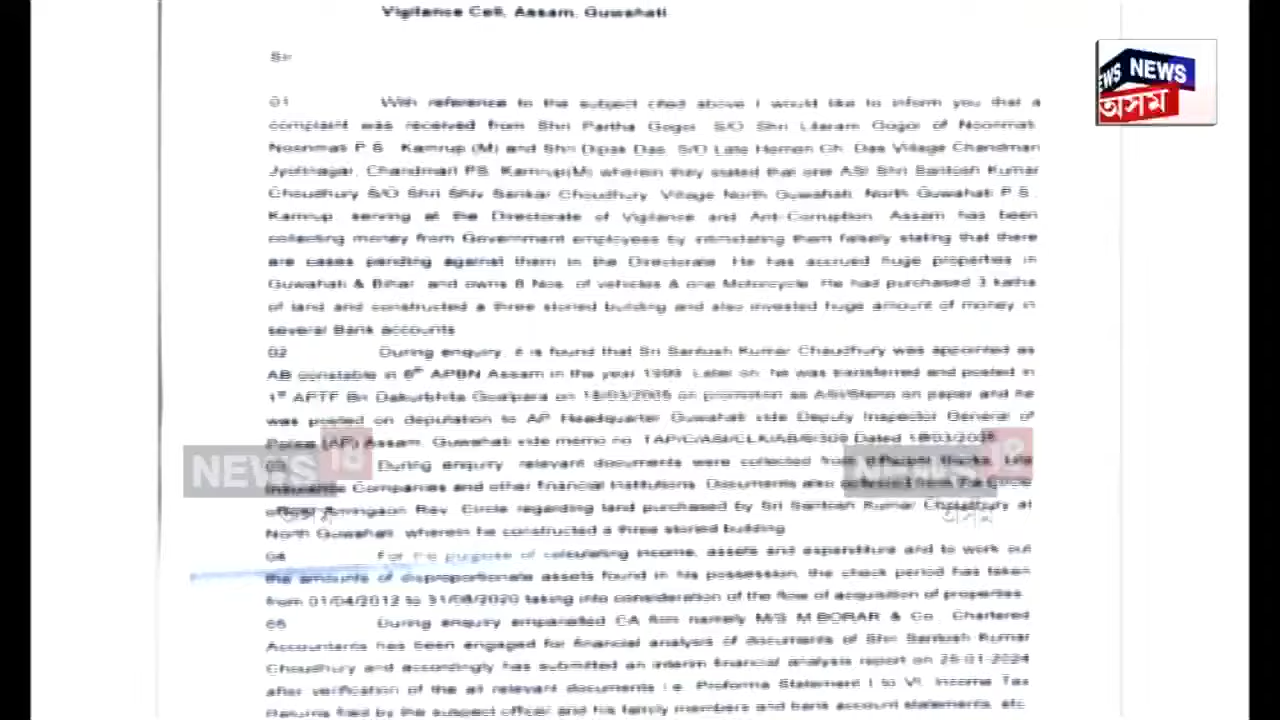 Vigilance Cell, Assam, Guwahati
Sir
NEWS NEWS
অসম
01 With reference to the subject cited above I would like to inform you that a
complaint was received from Shri Partha Gogoi S/O Shri Lilaram Gogoi of Noonmati
Noonmati P S Kamrup (M) and Shri Dipak Das, S/O Late Hemen Ch. Das Village Chandmari
Jyotinagar, Chandmari PS, Kamrup(M) wherein they stated that one ASI Shri Santosh Kumar
Choudhury S/O Shri Shiv Sankar Choudhury Village North Guwahati North Guwahati P.S.,
Kamrup, serving at the Directorate of Vigilance and Anti Corruption, Assam has been
collecting money from Government employees by intimidating them falsely stating that there
are cases pending against them in the Directorate. He has accrued huge properties in
Guwahati & Bihar and owns 8 Nos. of vehicles & one Motorcycle. He had purchased 3 katha
of land and constructed a three storied building and also invested huge amount of money in
several Bank accounts
02 During enquiry, it is found that Sri Santosh Kumar Chaudhury was appointed as
AB constable in 6th APBN Assam in the year 1999. Later on, he was transferred and posted in
1st APTF Bn Dakurbhita Goalpara on on promotion as ASI/Steno on paper and he
was posted on deputation to AP Headquarter Guwahati vide Deputy Inspector General of
Police (AP) Assam, Guwahati vide memo no. Dated
NEWS 18 During enquiry relevant documents were collected from Life NEWS 18
Insurance Companies and other financial Institutions. Documents also
office Amingaon Rev. Circle regarding land purchased by Sri Santosh Kumar Choudhury at
North Guwahati wherein he constructed a three storied building
04 For the purpose of calculating income, assets and expenditure and to work out
the amounts of disproportionate assets found in his possession, the check period has taken
from 01/04/2012 to 31/08/2020 taking into consideration of the flow of acquisition of properties.
05 During enquiry empanelled CA firm namely M/S M BORAR & Co. Chartered
Accountants has been engaged for financial analysis of documents of Shri Santosh Kumar
Choudhury and accordingly has submitted an interim financial analysis report on 25-01-2024
after verification of the all relevant documents i.e. Proforma Statement I to VI, Income Tax
Returns filed by the suspect officer and his family members and bank account statements, etc.